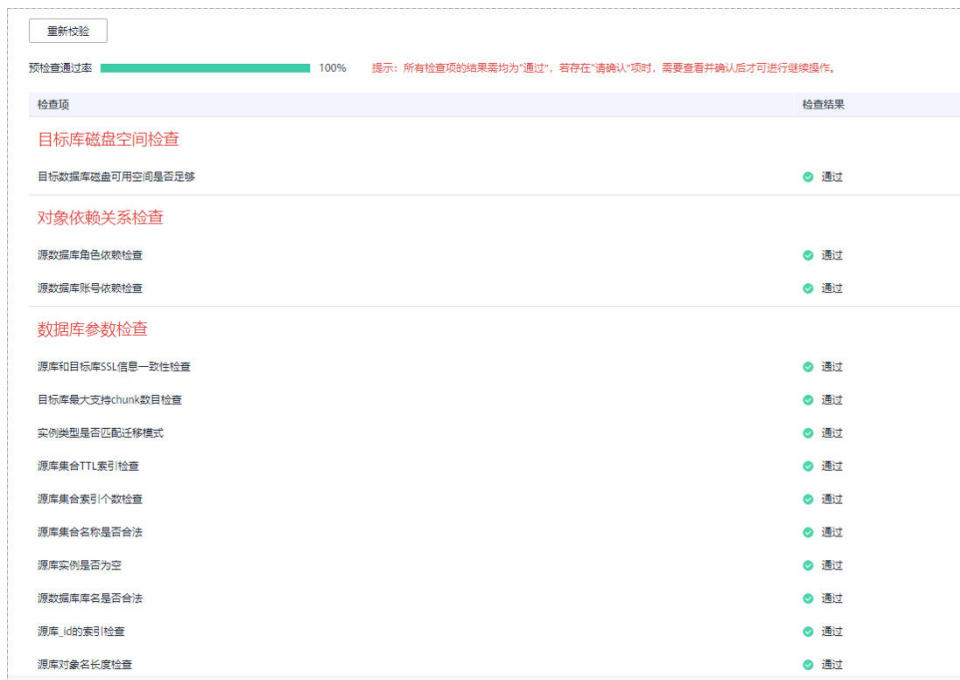 重新校验
预检查通过率 100% 提示：所有检查项的结果需均为“通过”，若存在“请确认”项时，需要查看并确认后才可进行继续操作。
检查项 检查结果
目标库磁盘空间检查
目标数据库磁盘可用空间是否足够 通过
对象依赖关系检查
源数据库角色依赖检查 通过
源数据库账号依赖检查 通过
数据库参数检查
源库和目标库SSL信息一致性检查 通过
目标库最大支持chunk数目检查 通过
实例类型是否匹配迁移模式 通过
源库集合TTL索引检查 通过
源库集合索引个数检查 通过
源库集合名称是否合法 通过
源库实例是否为空 通过
源数据库库名是否合法 通过
源库_id的索引检查 通过
源库对象名长度检查 通过